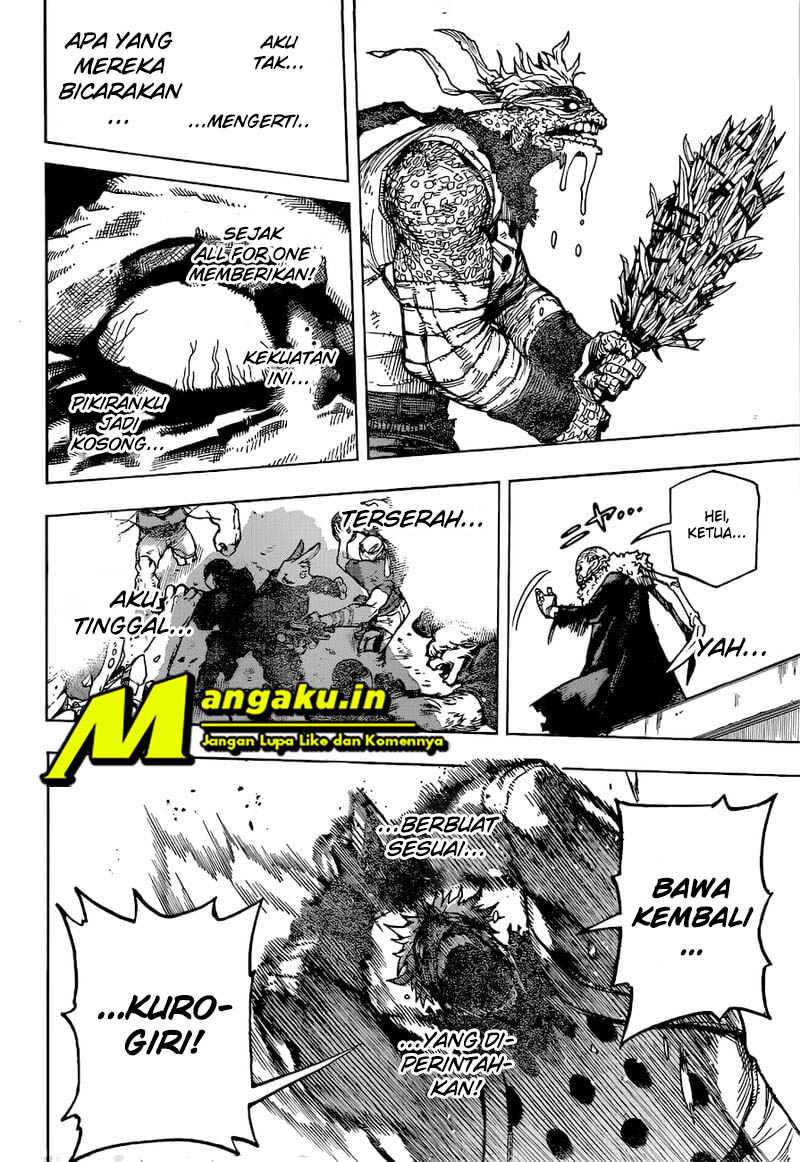 APA YANG
MEREKA
BICARAKAN
...
AKU
TAK...
...MENGERTI..
SEJAK
ALL FOR ONE
MEMBERIKAN!
KEKUATAN
INI...
PIKIRANKU
JADI
KOSONG...
HEI,
KETUA...
ニヤ...
YAH...
TERSERAH...
AKU
TINGGAL...
Mangaku.in
Jangan Lupa Like dan Komennya
...BERBUAT
SESUAI...
BAWA
KEMBALI
...
...KURO-
GIRI!
...YANG DI-
PERINTAH-
KAN!